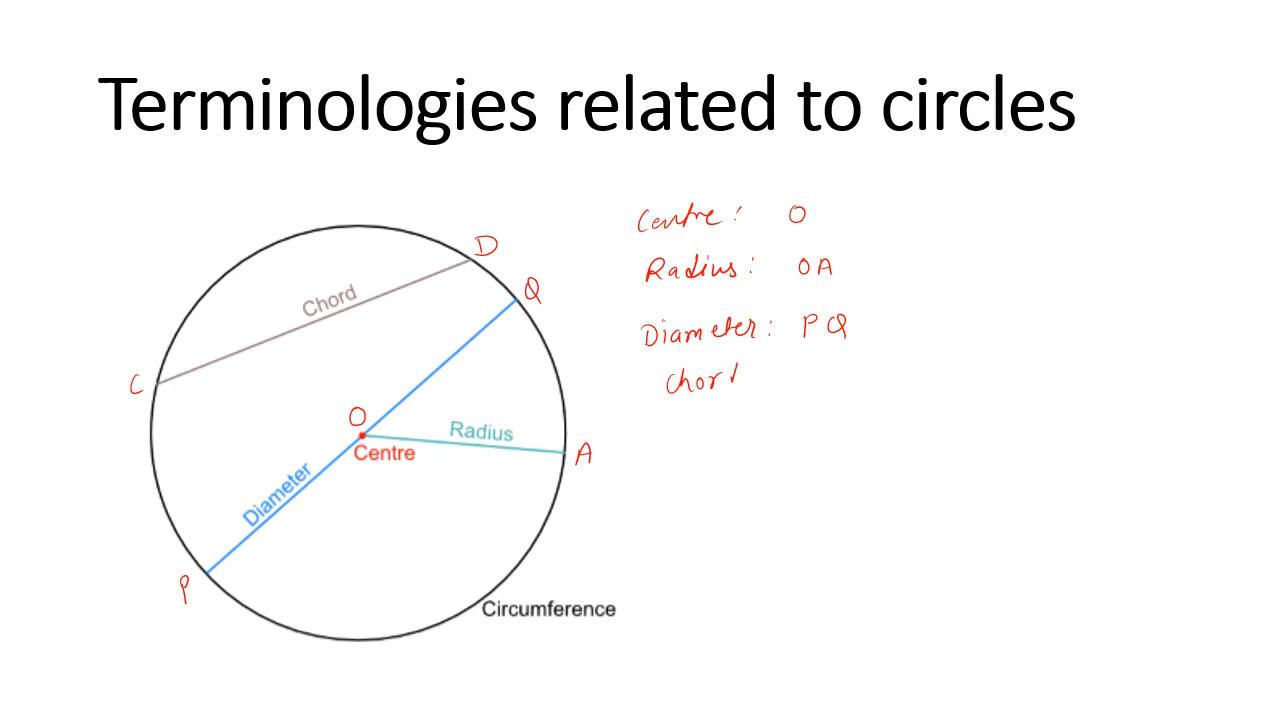 Terminologies related to circles
Centre: O
Radius: OA
Diameter: PQ
Chord
D
Q
Chord
C
O
Radius
Centre
A
Diameter
P
Circumference